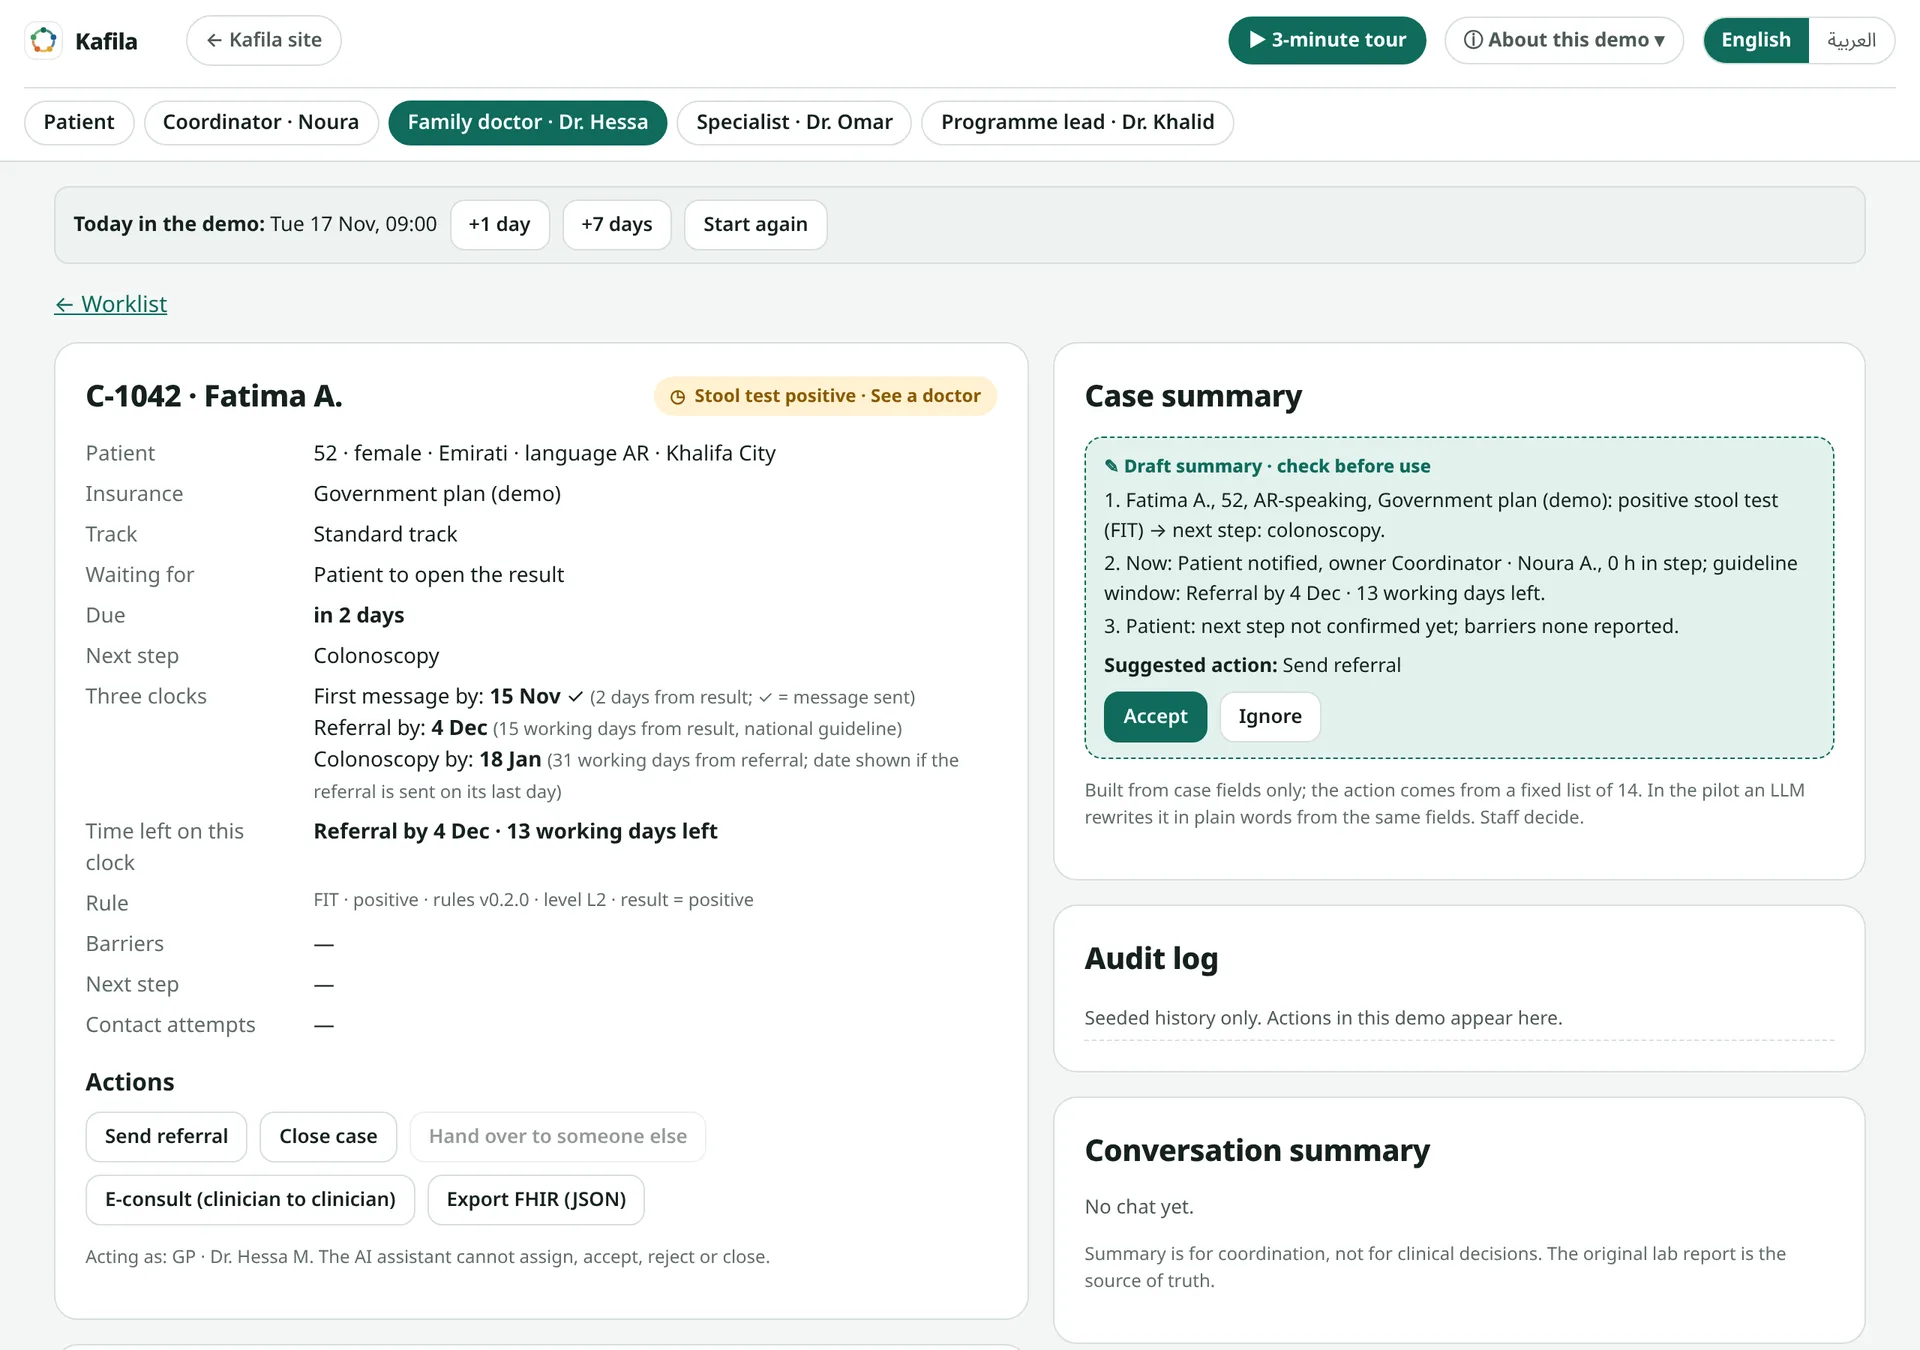 Kafila
← Kafila site
▶ 3-minute tour
ⓘ About this demo ▾
English
العربية
Patient
Coordinator · Noura
Family doctor · Dr. Hessa
Specialist · Dr. Omar
Programme lead · Dr. Khalid
Today in the demo: Tue 17 Nov, 09:00
+1 day
+7 days
Start again
← Worklist
C-1042 · Fatima A.
◷ Stool test positive · See a doctor
Patient 52 · female · Emirati · language AR · Khalifa City
Insurance Government plan (demo)
Track Standard track
Waiting for Patient to open the result
Due in 2 days
Next step Colonoscopy
Three clocks First message by: 15 Nov ✓ (2 days from result; ✓ = message sent)
Referral by: 4 Dec (15 working days from result, national guideline)
Colonoscopy by: 18 Jan (31 working days from referral; date shown if the
referral is sent on its last day)
Time left on this Referral by 4 Dec · 13 working days left
clock
Rule FIT · positive · rules v0.2.0 · level L2 · result = positive
Barriers —
Next step —
Contact attempts —
Actions
Send referral
Close case
Hand over to someone else
E-consult (clinician to clinician)
Export FHIR (JSON)
Acting as: GP · Dr. Hessa M. The AI assistant cannot assign, accept, reject or close.
Case summary
✎ Draft summary · check before use
1. Fatima A., 52, AR-speaking, Government plan (demo): positive stool test
(FIT) → next step: colonoscopy.
2. Now: Patient notified, owner Coordinator · Noura A., 0 h in step; guideline
window: Referral by 4 Dec · 13 working days left.
3. Patient: next step not confirmed yet; barriers none reported.
Suggested action: Send referral
Accept
Ignore
Built from case fields only; the action comes from a fixed list of 14. In the pilot an LLM
rewrites it in plain words from the same fields. Staff decide.
Audit log
Seeded history only. Actions in this demo appear here.
Conversation summary
No chat yet.
Summary is for coordination, not for clinical decisions. The original lab report is the
source of truth.